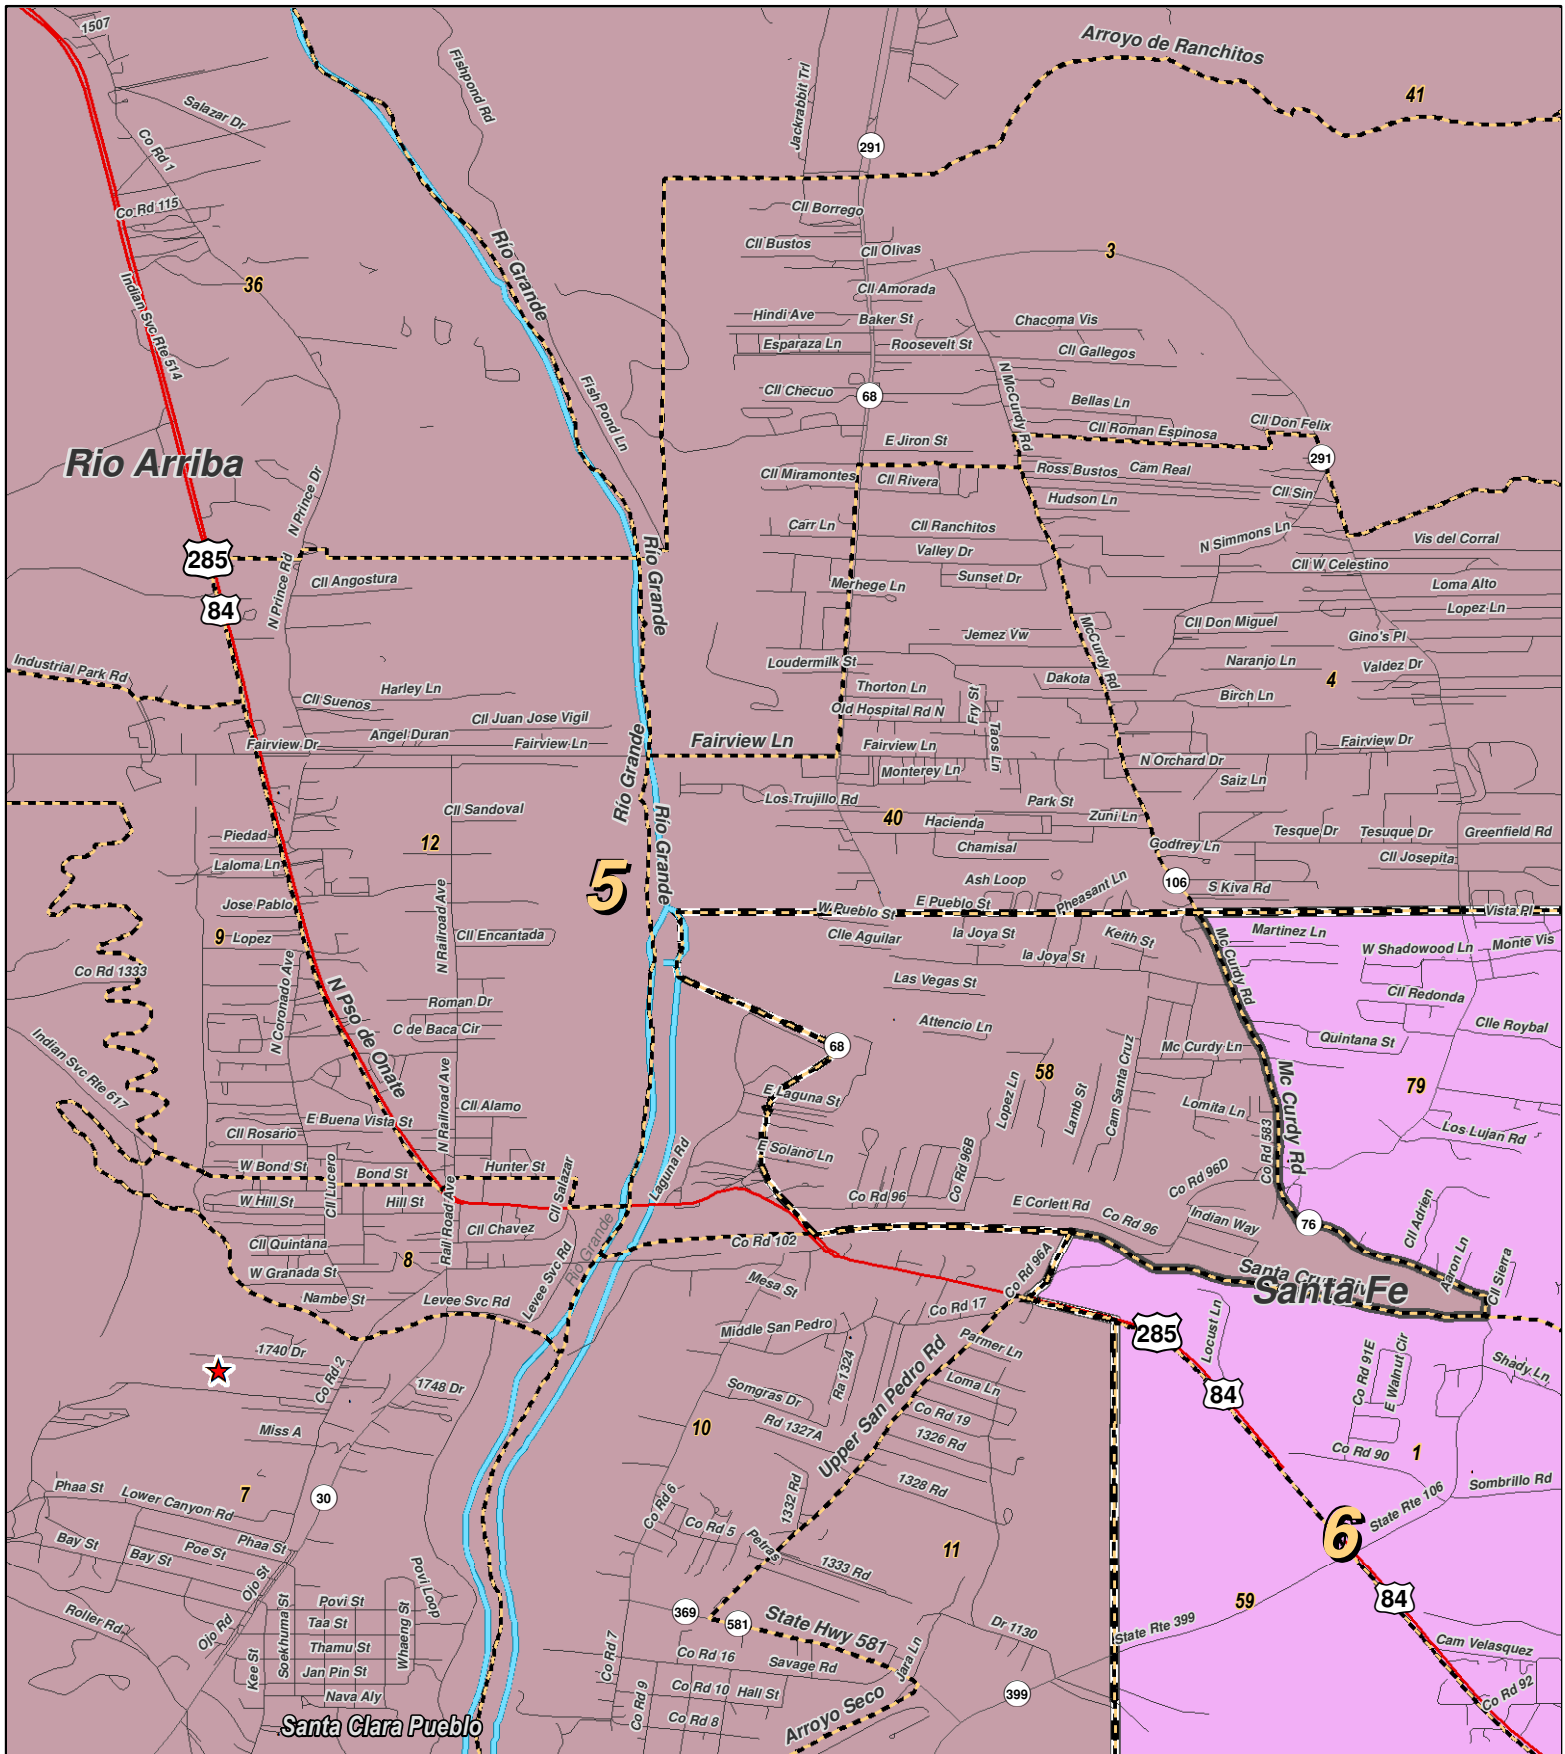 1507
Arroyo de Ranchitos
41
Fishpond Rd
Jackrabbit Trl
Salazar Dr
Co Rd 1
291
Co Rd 115
Cll Borrego
Rio Grande
Cll Bustos
Cll Olivas
3
36
Indian Svc Rte 514
Cll Amorada
Hindi Ave
Baker St
Chacoma Vis
Esparaza Ln
Roosevelt St
Cll Gallegos
Fish Pond Ln
Cll Checuo
68
N McCurdy Rd
Bellas Ln
Cll Don Felix
Cll Roman Espinosa
E Jiron St
Rio Arriba
291
Cll Miramontes
Cll Rivera
Ross Bustos
Cam Real
N Prince Dr
Hudson Ln
Cll Sin
Carr Ln
Cll Ranchitos
N Simmons Ln
Vis del Corral
285
Rio Grande
Valley Dr
Cll W Celestino
N Prince Rd
Cll Angostura
Merhege Ln
Sunset Dr
Loma Alto
84
Lopez Ln
Cll Don Miguel
Jemez Vw
McCurdy Rd
Gino's Pl
Industrial Park Rd
Loudermilk St
Naranjo Ln
Valdez Dr
4
Dakota
Harley Ln
Thorton Ln
Birch Ln
Cll Suenos
Fry St
Old Hospital Rd N
Cll Juan Jose Vigil
Rio Grande
Angel Duran
Taos Ln
Fairview Dr
Fairview Ln
Fairview Ln
Fairview Ln
Fairview Dr
N Orchard Dr
Monterey Ln
Saiz Ln
Los Trujillo Rd
Park St
Cll Sandoval
Rio Grande
40
Zuni Ln
Hacienda
Piedad
12
Tesque Dr
Tesuque Dr
Greenfield Rd
Chamisal
Godfrey Ln
Laloma Ln
Cll Josepita
5
Ash Loop
106
S Kiva Rd
N Railroad Ave
Pheasant Ln
Jose Pablo
W Pueblo St
E Pueblo St
Vista Pl
9
Lopez
Cll Encantada
Clle Aguilar
la Joya St
Keith St
Mc Curdy Rd
Martinez Ln
W Shadowood Ln
Monte Vis
la Joya St
Co Rd 1333
N Coronado Ave
N Pso de Onate
Las Vegas St
Cll Redonda
Roman Dr
C de Baca Cir
Attencio Ln
Clle Roybal
Quintana St
68
Mc Curdy Ln
Indian Svc Rte 617
58
Mc Curdy Rd
79
N Railroad Ave
Lopez Ln
Lamb St
Cam Santa Cruz
E Laguna St
Cll Alamo
Lomita Ln
E Buena Vista St
Los Lujan Rd
Cll Rosario
E Solano Ln
Co Rd 583
W Bond St
Bond St
Hunter St
Laguna Rd
Co Rd 96B
Co Rd 96D
Cll Lucero
Cll Salazar
Co Rd 96
W Hill St
Hill St
E Corlett Rd
Co Rd 96
Indian Way
Cll Adrien
76
Rail Road Ave
Cll Chavez
Rio Grande
Co Rd 102
Cll Quintana
8
Co Rd 96A
Aaron Ln
Cll Sierra
W Granada St
Levee Svc Rd
Mesa St
Santa Fe
Nambe St
Levee Svc Rd
Co Rd 17
Middle San Pedro
Locust Ln
285
1740 Dr
Parmer Ln
Upper San Pedro Rd
Ra 1324
Co Rd 91E
E Walnut Cir
Shady Ln
Co Rd 2
1748 Dr
Somgras Dr
Loma Ln
84
Miss A
Rd 1327A
Co Rd 19
10
1326 Rd
Co Rd 90
1
Phaa St
Lower Canyon Rd
7
30
1328 Rd
Sombrillo Rd
Co Rd 6
1332 Rd
State Rte 106
6
Bay St
Bay St
Poe St
Phaa St
Co Rd 5
Petras
11
1333 Rd
Ojo St
Povi Loop
59
84
Roller Rd
Ojo Rd
Soekhuma St
Povi St
Taa St
Whaeng St
369
581
State Hwy 581
Dr 1130
State Rte 399
Thamu St
Cam Velasquez
Kee St
Jan Pin St
Co Rd 7
Co Rd 16
Savage Rd
Jara Ln
Nava Aly
Co Rd 9
Co Rd 10
Hall St
399
Co Rd 92
Santa Clara Pueblo
Co Rd 8
Arroyo Seco